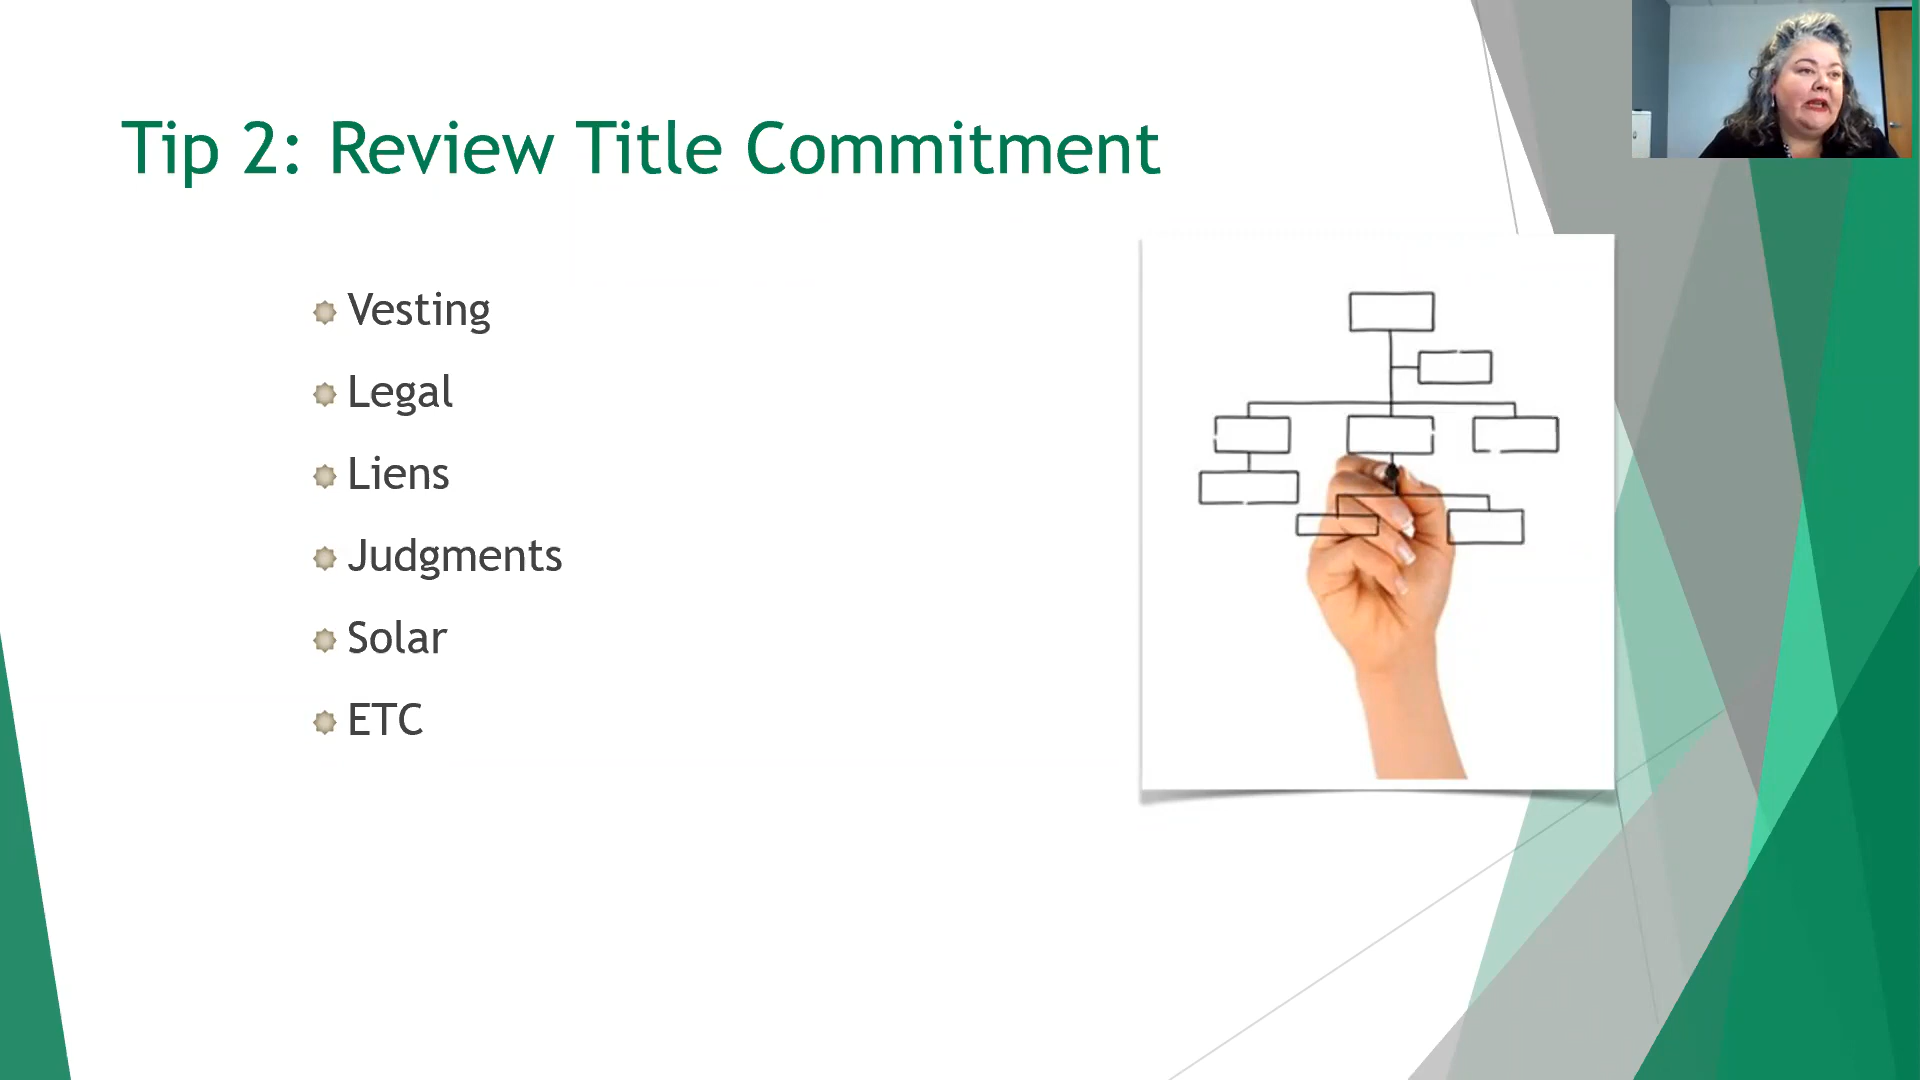 Tip 2: Review Title Commitment
Vesting
Legal
Liens
Judgments
Solar
ETC